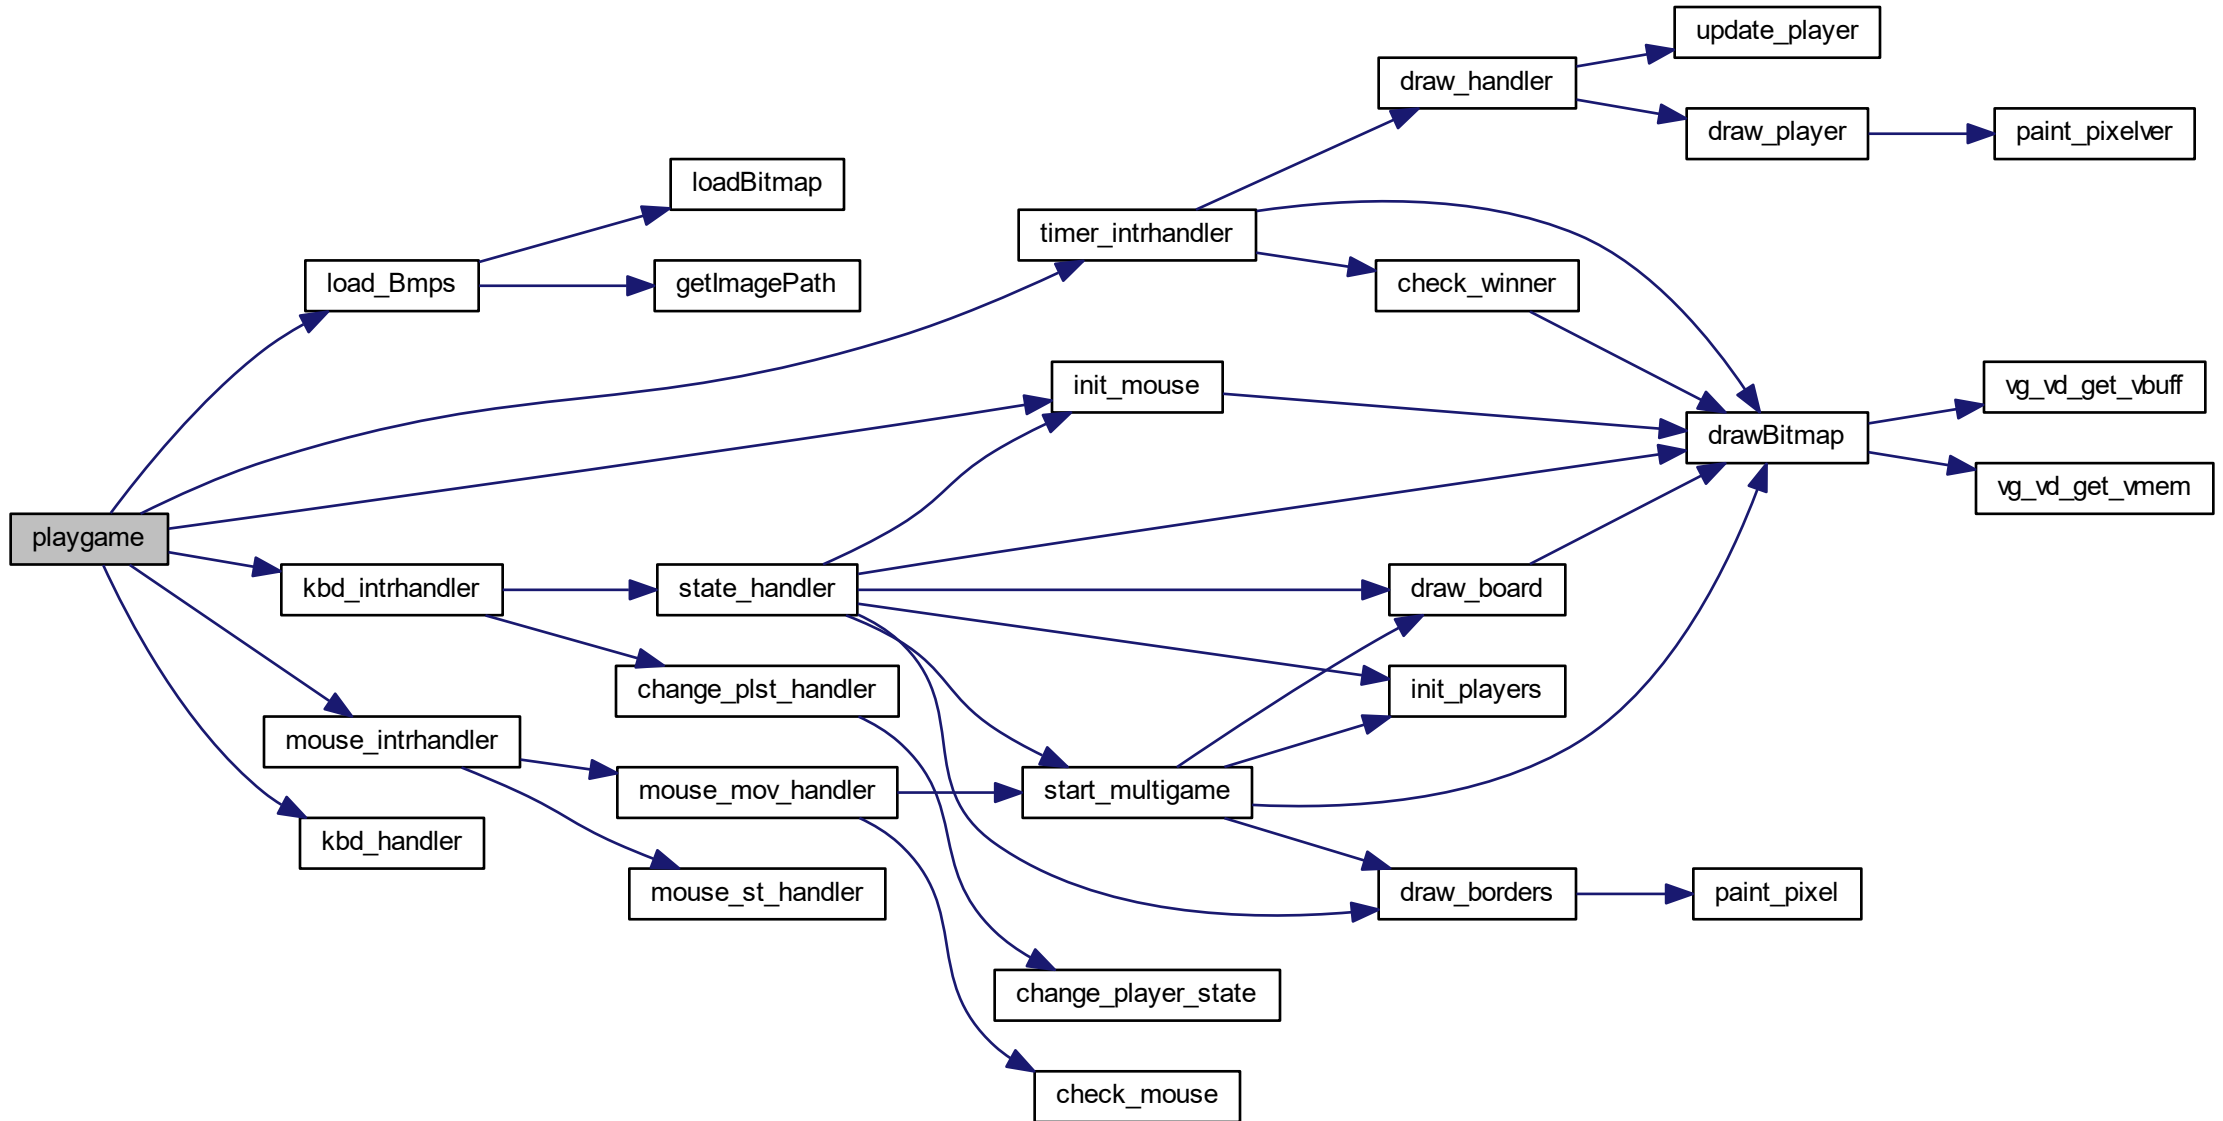 update_player
draw_handler
draw_player
paint_pixelver
loadBitmap
timer_intrhandler
load_Bmps
getImagePath
check_winner
init_mouse
vg_vd_get_vbuff
drawBitmap
vg_vd_get_vmem
playgame
kbd_intrhandler
state_handler
draw_board
change_plst_handler
init_players
mouse_intrhandler
mouse_mov_handler
start_multigame
kbd_handler
mouse_st_handler
draw_borders
paint_pixel
change_player_state
check_mouse